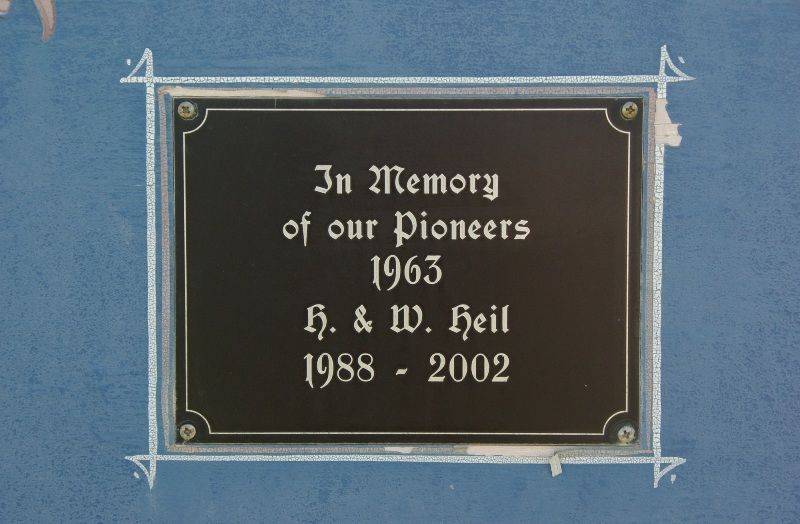 In Memory
of our Pioneers
1963
H. & W. Heil
1988 - 2002